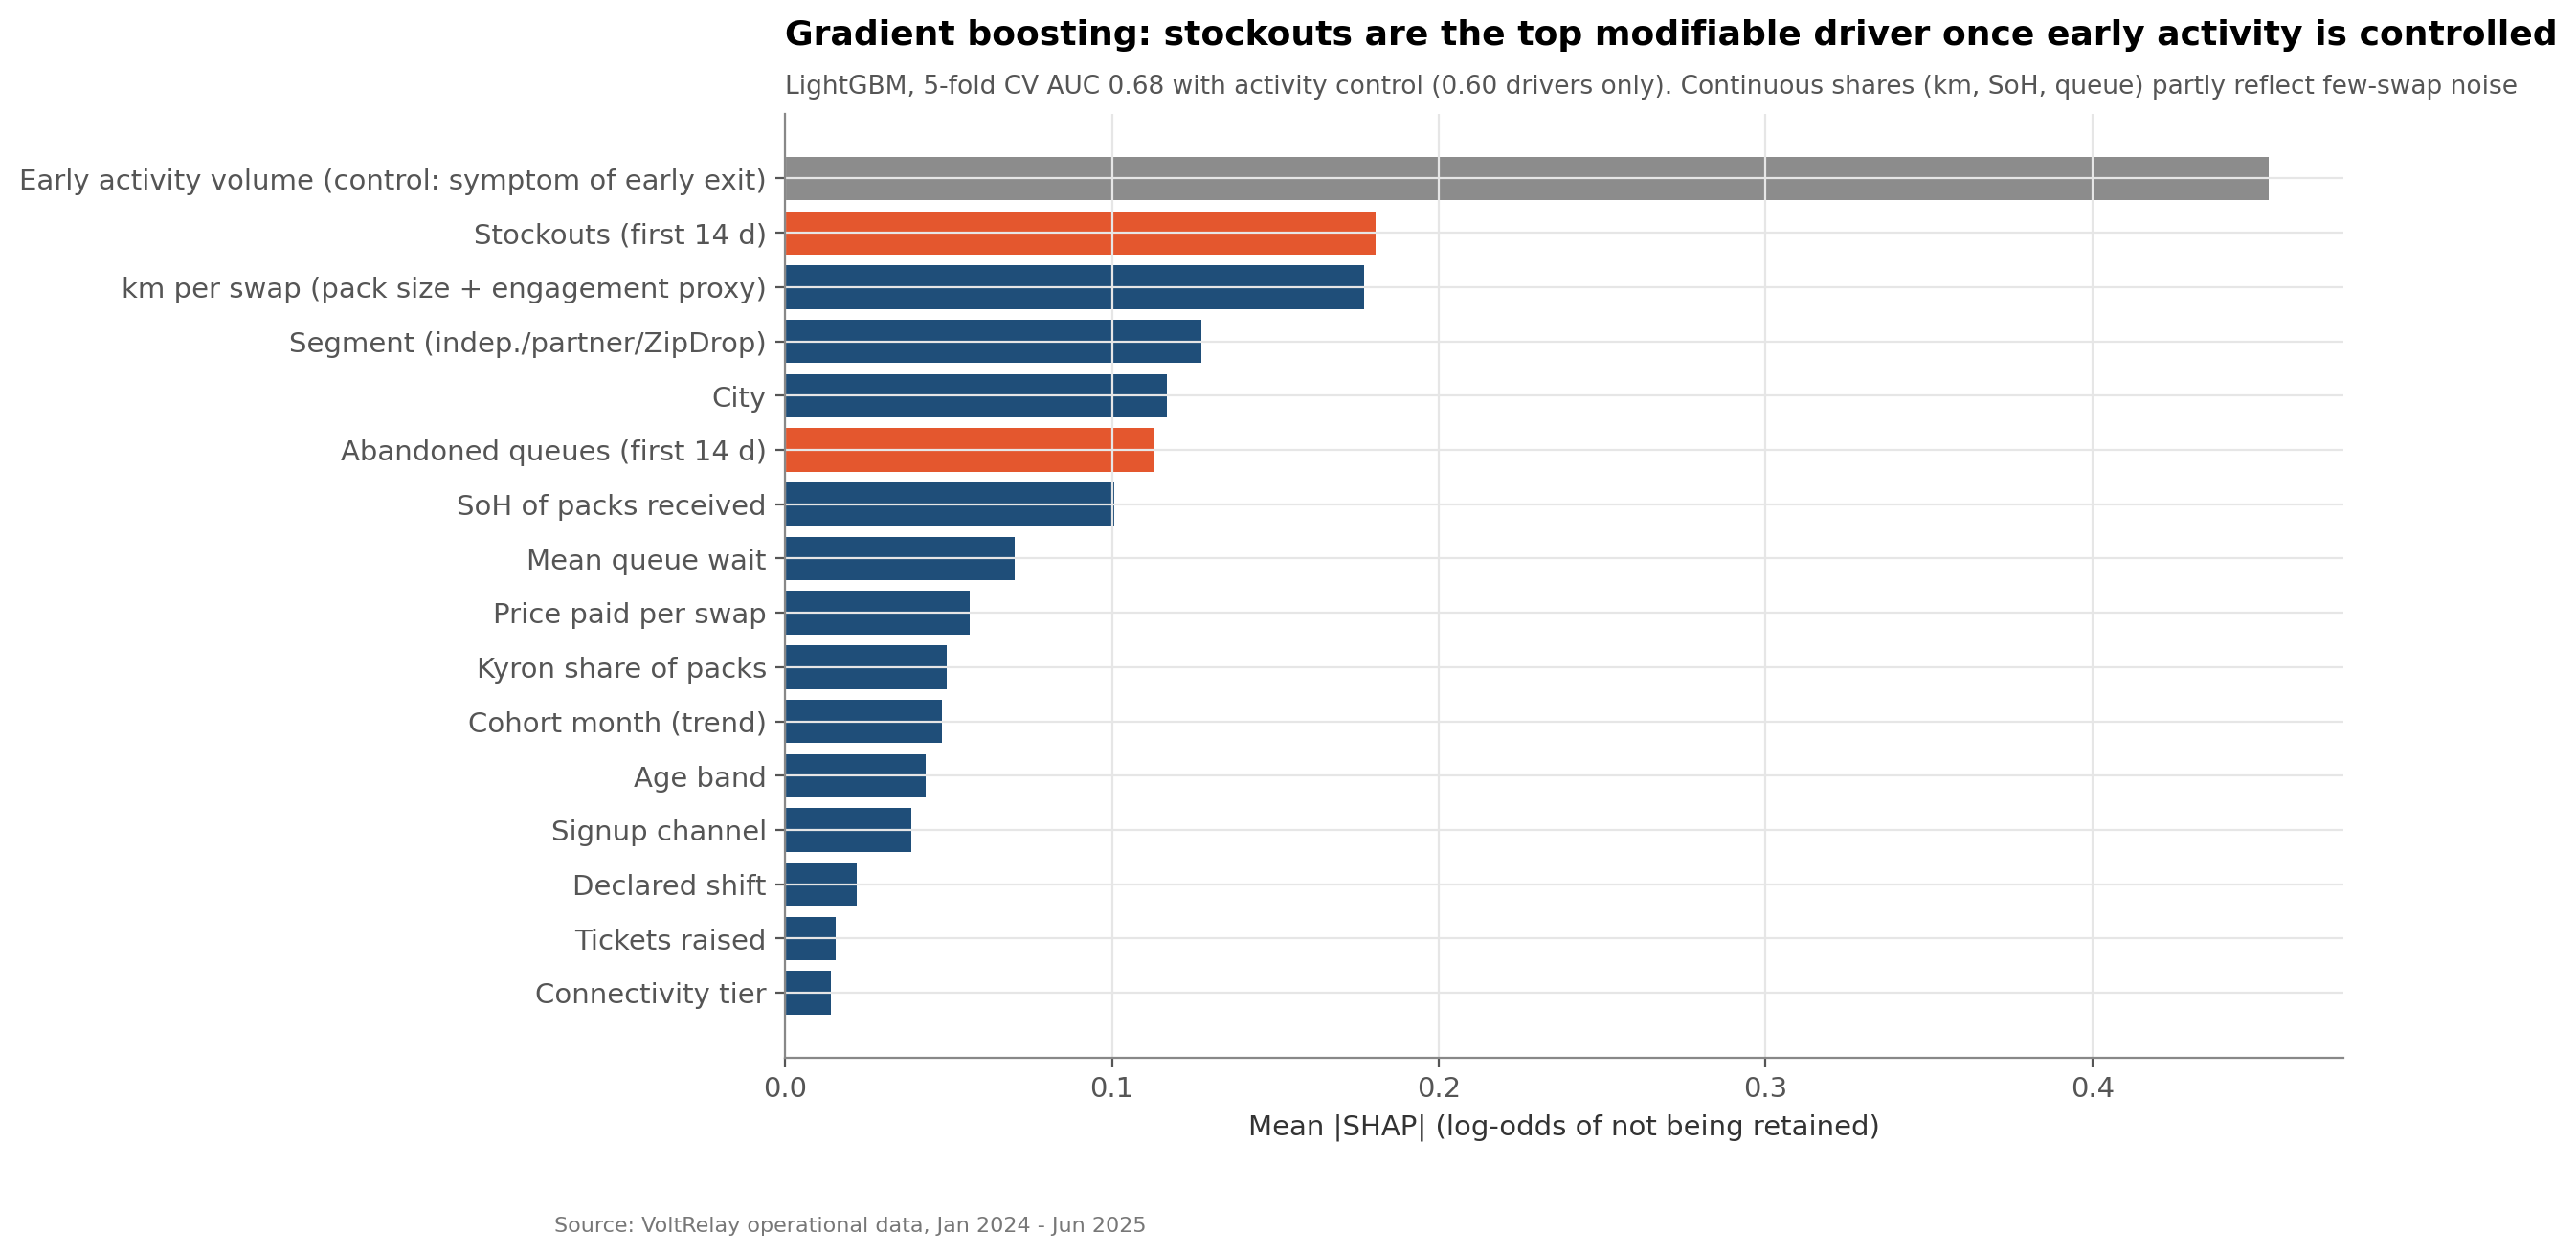 Gradient boosting: stockouts are the top modifiable driver once early activity is controlled
LightGBM, 5-fold CV AUC 0.68 with activity control (0.60 drivers only). Continuous shares (km, SoH, queue) partly reflect few-swap noise
Early activity volume (control: symptom of early exit)
Stockouts (first 14 d)
km per swap (pack size + engagement proxy)
Segment (indep./partner/ZipDrop)
City
Abandoned queues (first 14 d)
SoH of packs received
Mean queue wait
Price paid per swap
Kyron share of packs
Cohort month (trend)
Age band
Signup channel
Declared shift
Tickets raised
Connectivity tier
0.0 0.1 0.2 0.3 0.4
Mean |SHAP| (log-odds of not being retained)
Source: VoltRelay operational data, Jan 2024 - Jun 2025